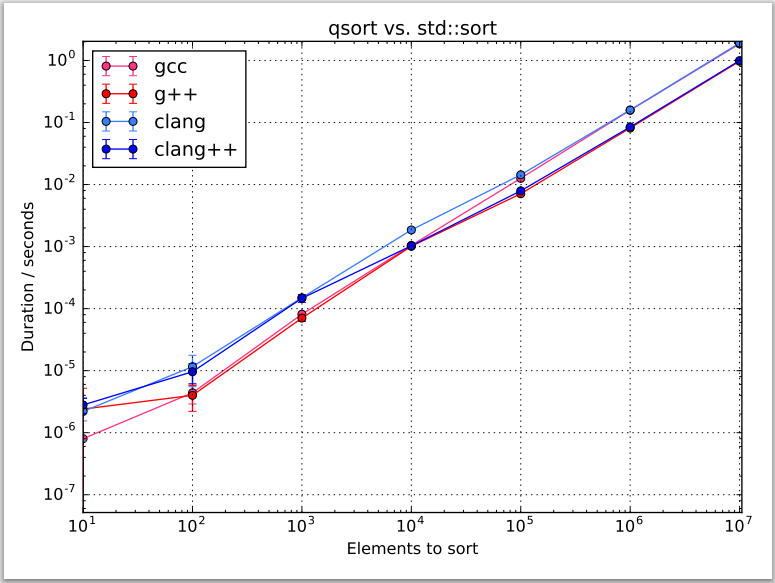 qsort vs. std::sort
gcc
g++
clang
clang++
Duration / seconds
10^0
10^-1
10^-2
10^-3
10^-4
10^-5
10^-6
10^-7
10^1 10^2 10^3 10^4 10^5 10^6 10^7
Elements to sort